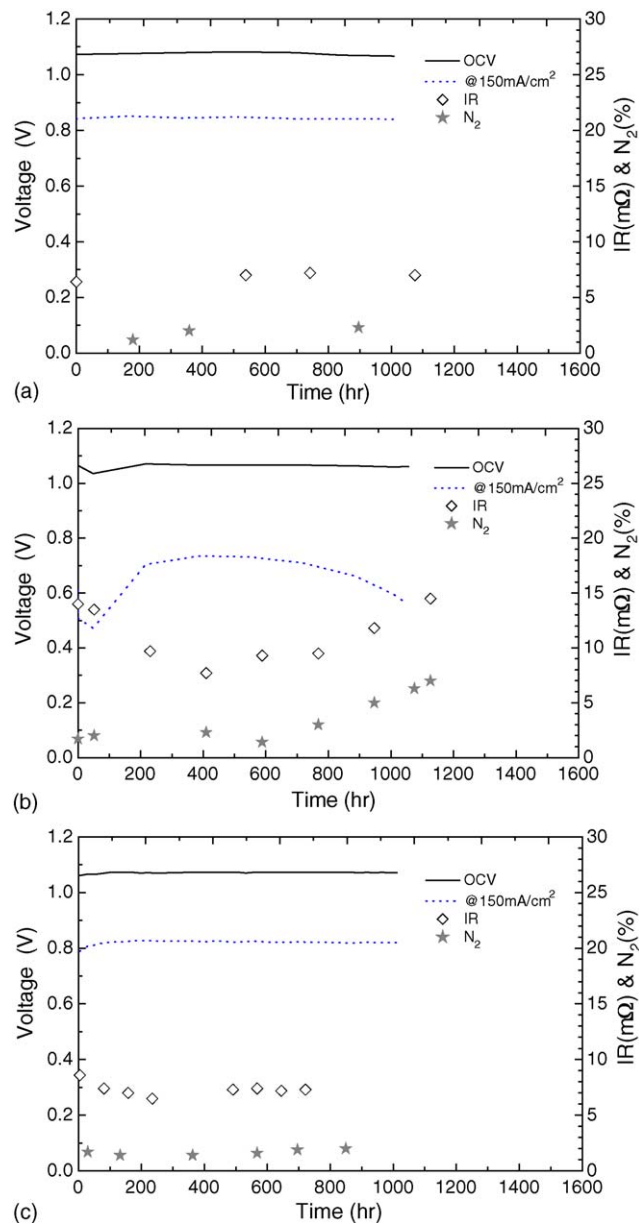 1.2
1.0
0.8
0.6
0.4
0.2
0.0
Voltage (V)
30
25
20
15
10
5
0
IR(mΩ) & N₂(%)
OCV
@150mA/cm²
IR
N₂
0 200 400 600 800 1000 1200 1400 1600
Time (hr)
(a)
1.2
1.0
0.8
0.6
0.4
0.2
0.0
Voltage (V)
30
25
20
15
10
5
0
IR(mΩ) & N₂(%)
OCV
@150mA/cm²
IR
N₂
0 200 400 600 800 1000 1200 1400 1600
Time (hr)
(b)
1.2
1.0
0.8
0.6
0.4
0.2
0.0
Voltage (V)
30
25
20
15
10
5
0
IR(mΩ) & N₂(%)
OCV
@150mA/cm²
IR
N₂
0 200 400 600 800 1000 1200 1400 1600
Time (hr)
(c)